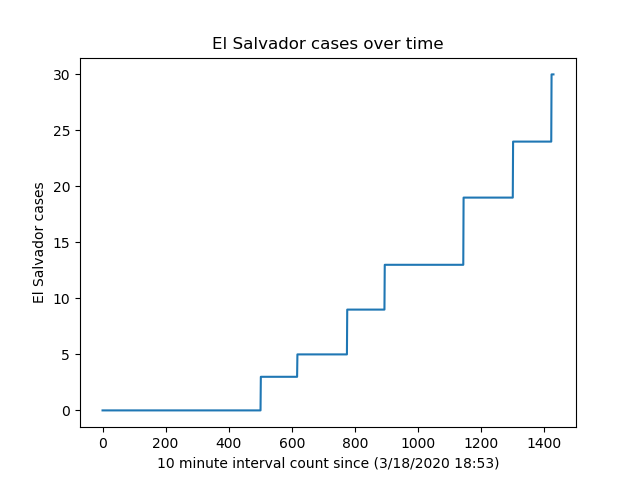 El Salvador cases over time
30
25
20
15
10
5
0
El Salvador cases
0 200 400 600 800 1000 1200 1400
10 minute interval count since (3/18/2020 18:53)